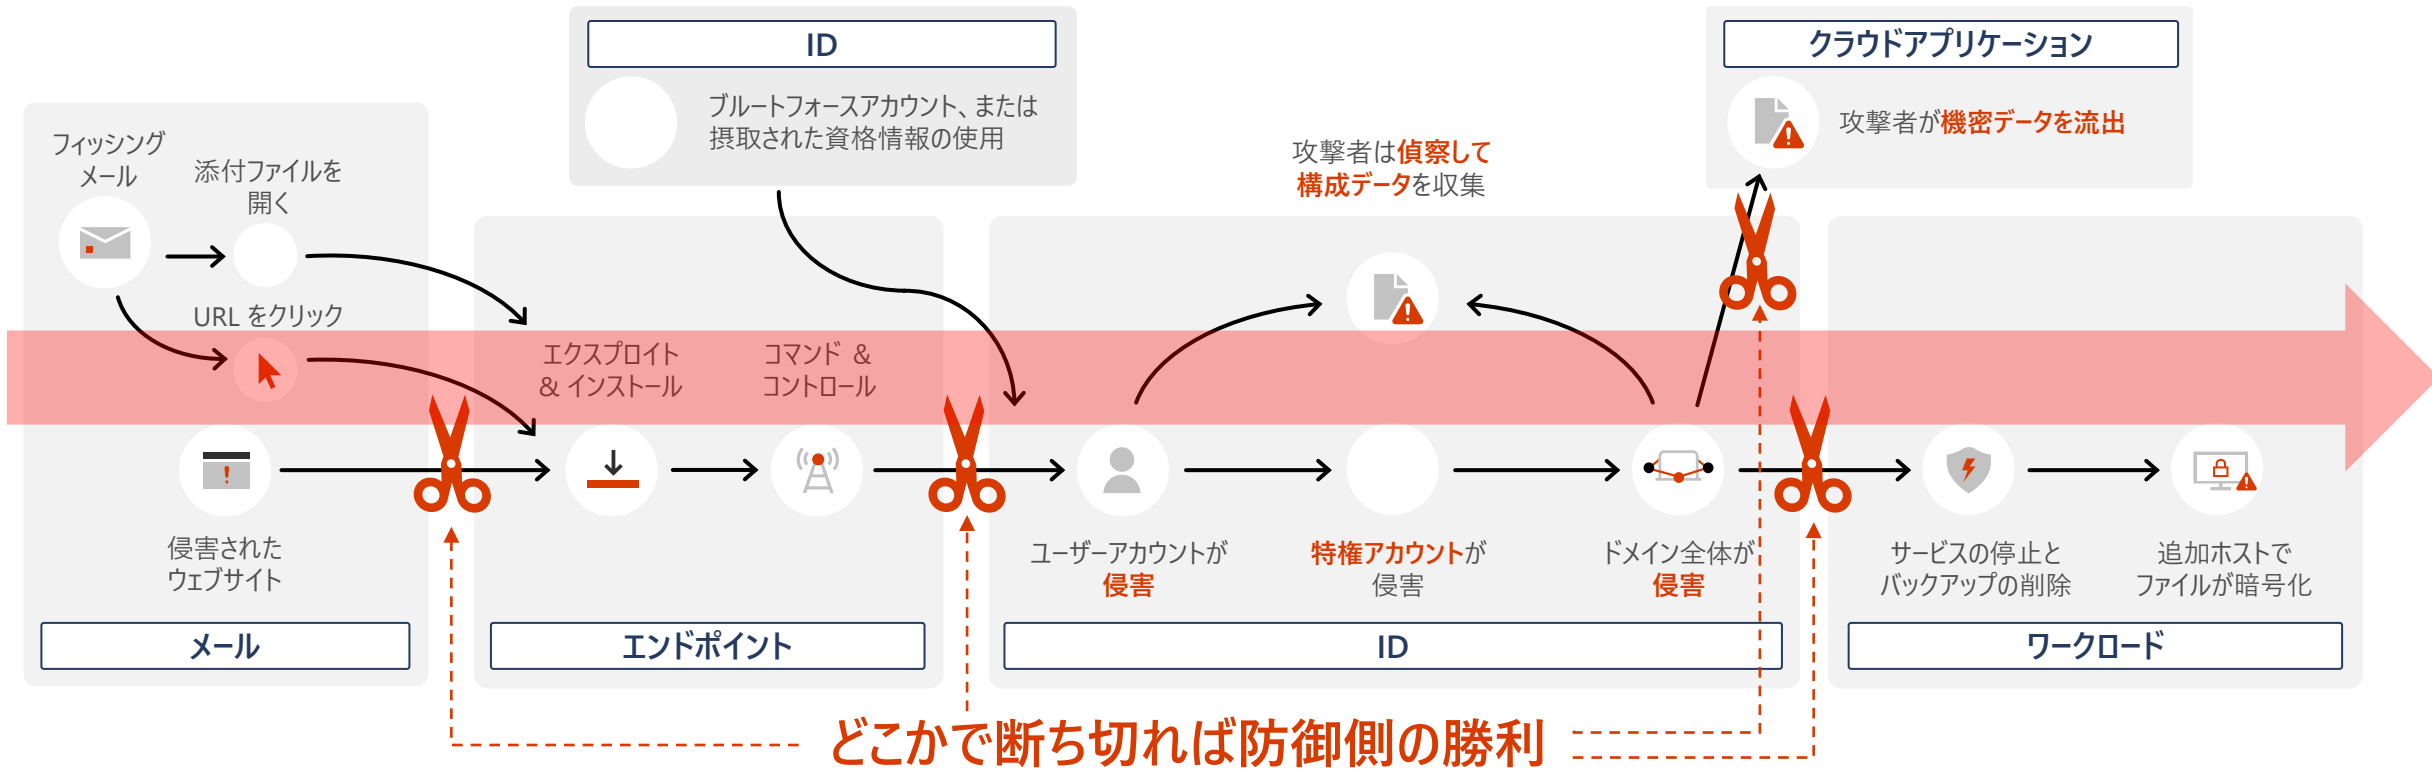 ID
ブルートフォースアカウント、または
摂取された資格情報の使用
クラウドアプリケーション
攻撃者が機密データを流出
フィッシング
メール
添付ファイルを
開く
URL をクリック
侵害された
ウェブサイト
メール
エクスプロイト
& インストール
コマンド &
コントロール
エンドポイント
攻撃者は偵察して
構成データを収集
ユーザーアカウントが
侵害
特権アカウントが
侵害
ドメイン全体が
侵害
ID
サービスの停止と
バックアップの削除
追加ホストで
ファイルが暗号化
ワークロード
どこかで断ち切れば防御側の勝利